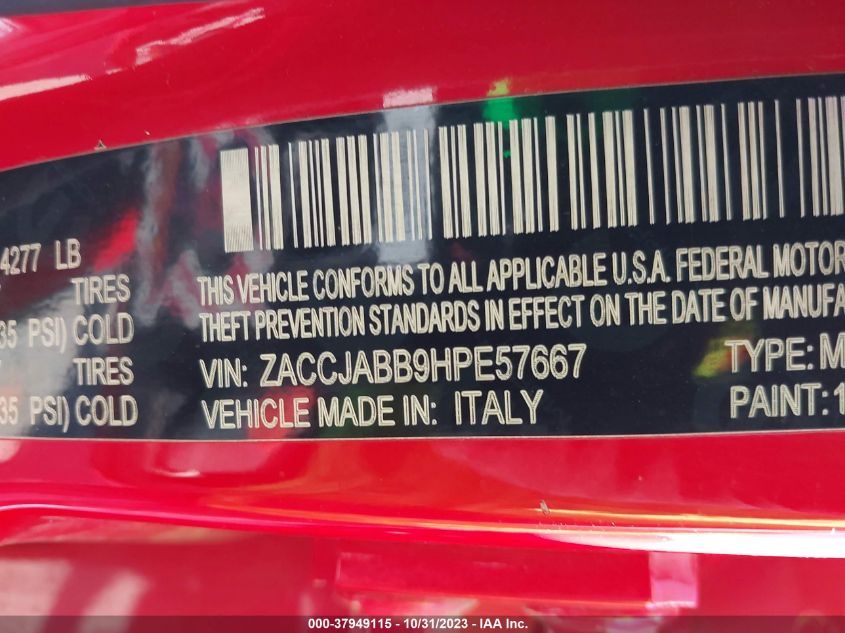 4277 LB
TIRES
35 PSI) COLD
TIRES
35 PSI) COLD
THIS VEHICLE CONFORMS TO ALL APPLICABLE U.S.A. FEDERAL MOTOR
THEFT PREVENTION STANDARDS IN EFFECT ON THE DATE OF MANUFA
VIN: ZACCJABB9HPE57667
TYPE: M
VEHICLE MADE IN: ITALY
PAINT: 1
000-37949115 - 10/31/2023 - © IAA, Inc.